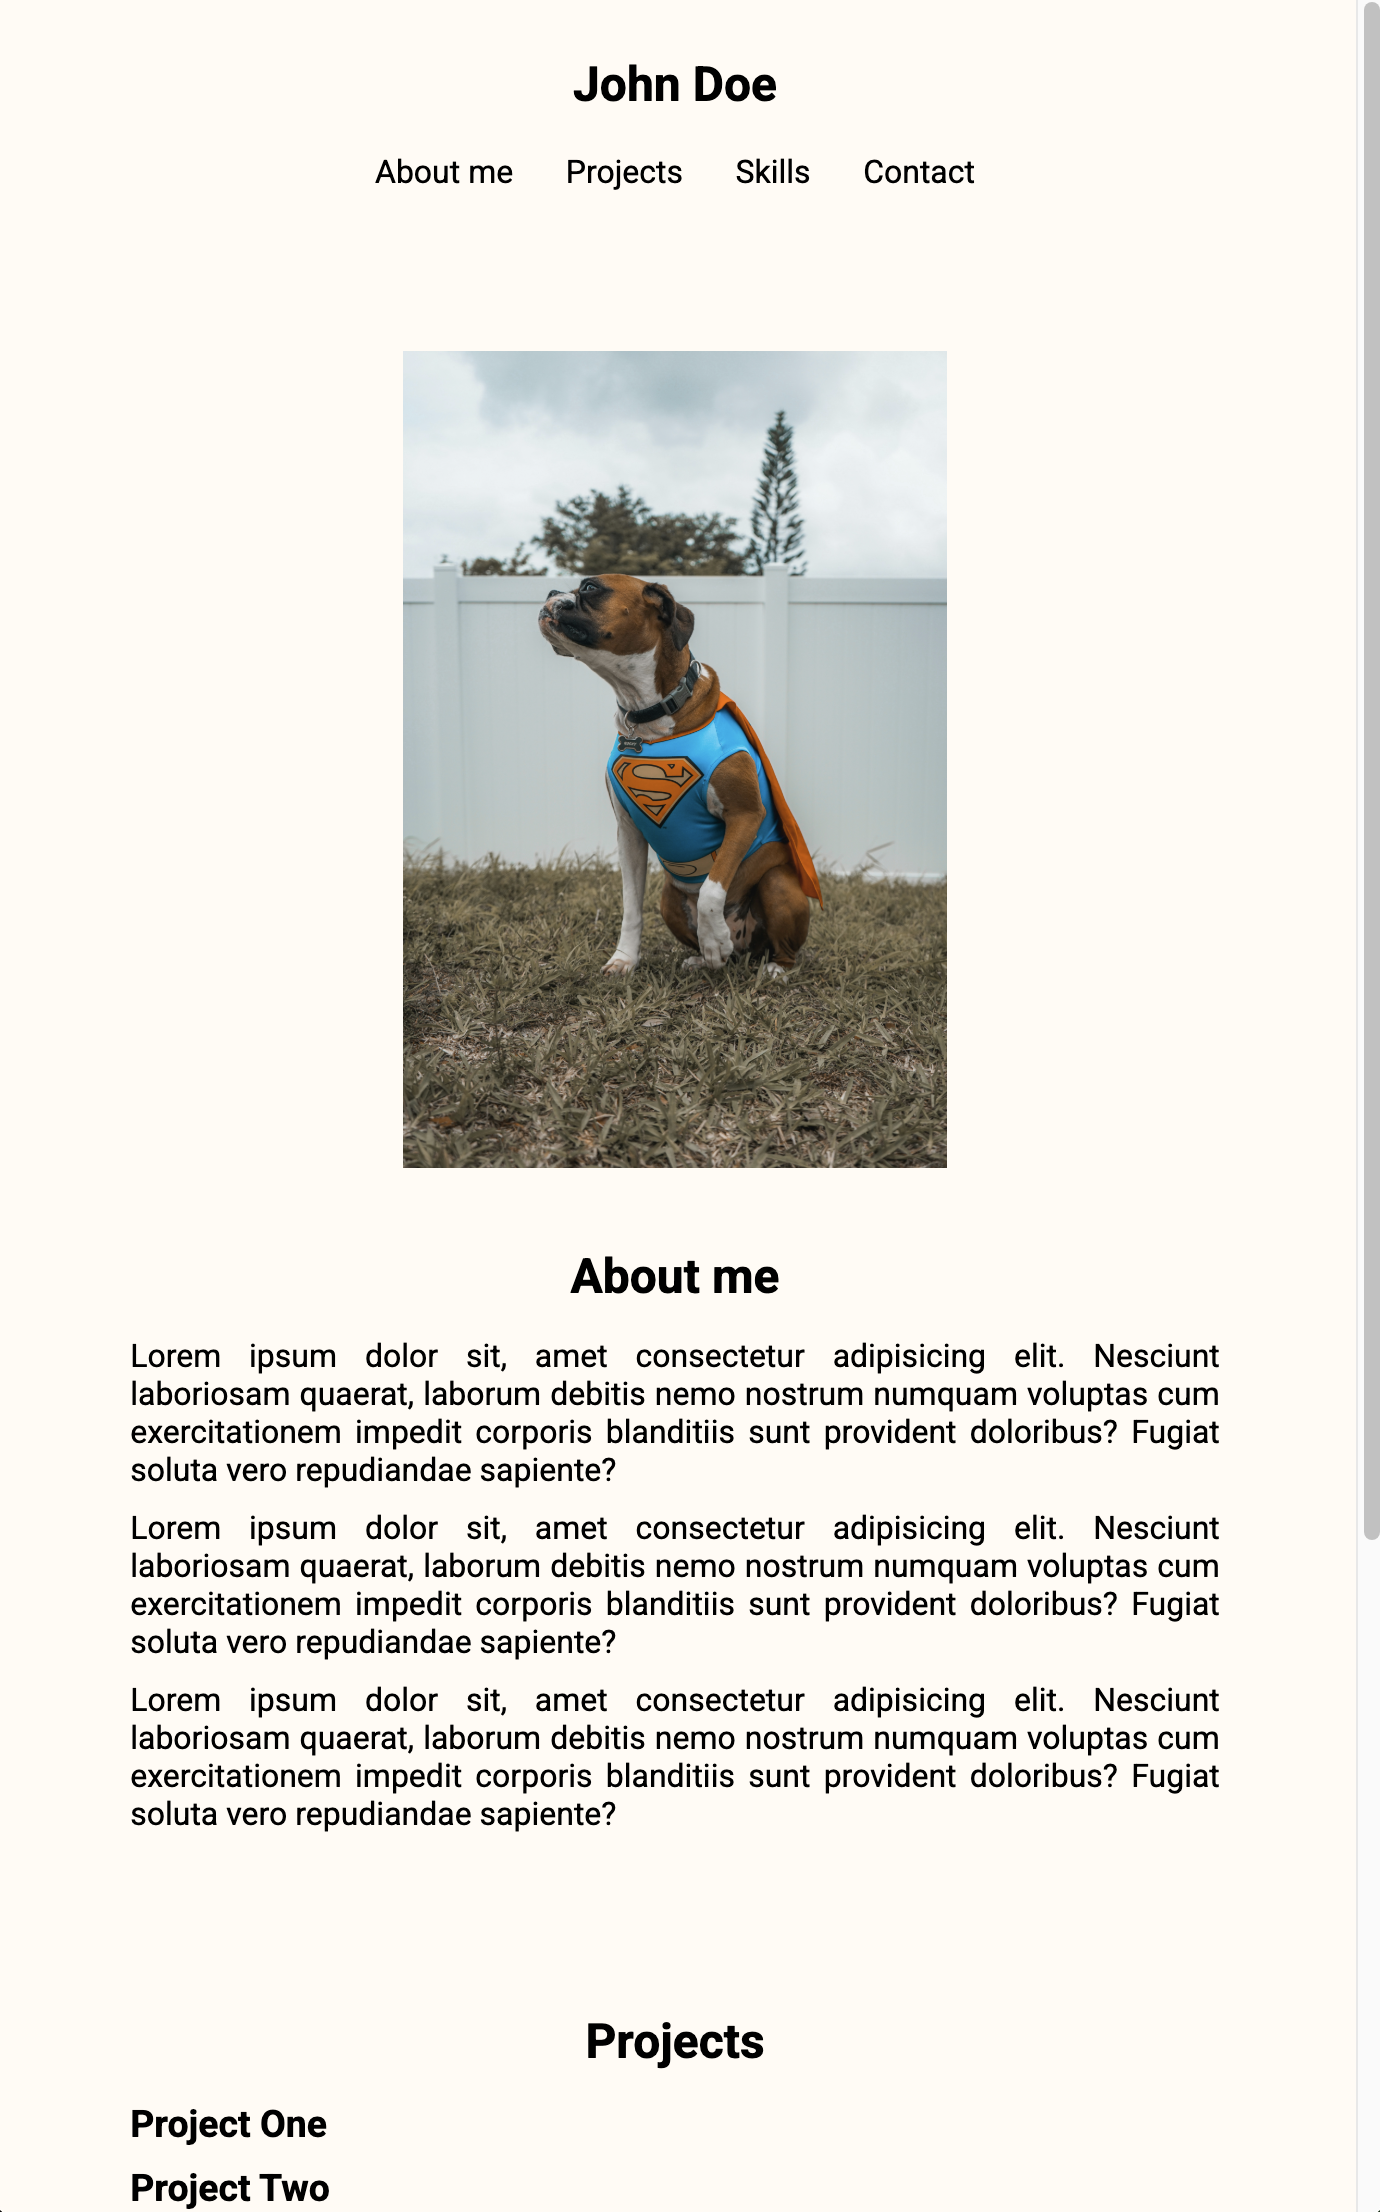 John Doe
About me Projects Skills Contact
S
About me
Lorem ipsum dolor sit, amet consectetur adipisicing elit. Nesciunt
laboriosam quaerat, laborum debitis nemo nostrum numquam voluptas cum
exercitationem impedit corporis blanditiis sunt provident doloribus? Fugiat
soluta vero repudiandae sapiente?
Lorem ipsum dolor sit, amet consectetur adipisicing elit. Nesciunt
laboriosam quaerat, laborum debitis nemo nostrum numquam voluptas cum
exercitationem impedit corporis blanditiis sunt provident doloribus? Fugiat
soluta vero repudiandae sapiente?
Lorem ipsum dolor sit, amet consectetur adipisicing elit. Nesciunt
laboriosam quaerat, laborum debitis nemo nostrum numquam voluptas cum
exercitationem impedit corporis blanditiis sunt provident doloribus? Fugiat
soluta vero repudiandae sapiente?
Projects
Project One
Project Two